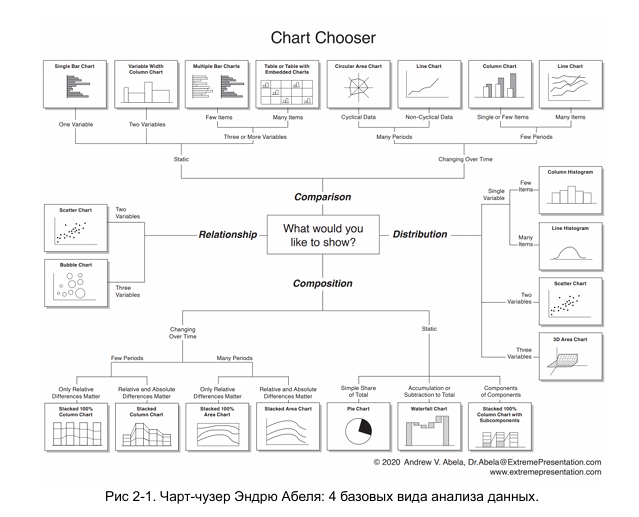 Chart Chooser
Single Bar Chart
Variable Width
Column Chart
Multiple Bar Charts
Table or Table with
Embedded Charts
Circular Area Chart
Line Chart
Column Chart
Line Chart
One Variable
Two Variables
Few Items
Many Items
Cyclical Data
Non-Cyclical Data
Single or Few Items
Many Items
Three or More Variables
Many Periods
Few Periods
Static
Changing Over Time
Comparison
What would you
like to show?
Relationship
Scatter Chart
Two
Variables
Bubble Chart
Three
Variables
Distribution
Single
Variable
Few
Items
Column Histogram
Many
Items
Line Histogram
Two
Variables
Scatter Chart
Three
Variables
3D Area Chart
Composition
Changing
Over Time
Static
Few Periods
Many Periods
Only Relative
Differences Matter
Relative and Absolute
Differences Matter
Only Relative
Differences Matter
Relative and Absolute
Differences Matter
Simple Share
of Total
Accumulation or
Subtraction to Total
Components
of Components
Stacked 100%
Column Chart
Stacked
Column Chart
Stacked 100%
Area Chart
Stacked Area Chart
Pie Chart
Waterfall Chart
Stacked 100%
Column Chart with
Subcomponents
© 2020 Andrew V. Abela, Dr.Abela@ExtremePresentation.com
www.extremepresentation.com
Рис 2-1. Чарт-чузер Эндрю Абеля: 4 базовых вида анализа данных.